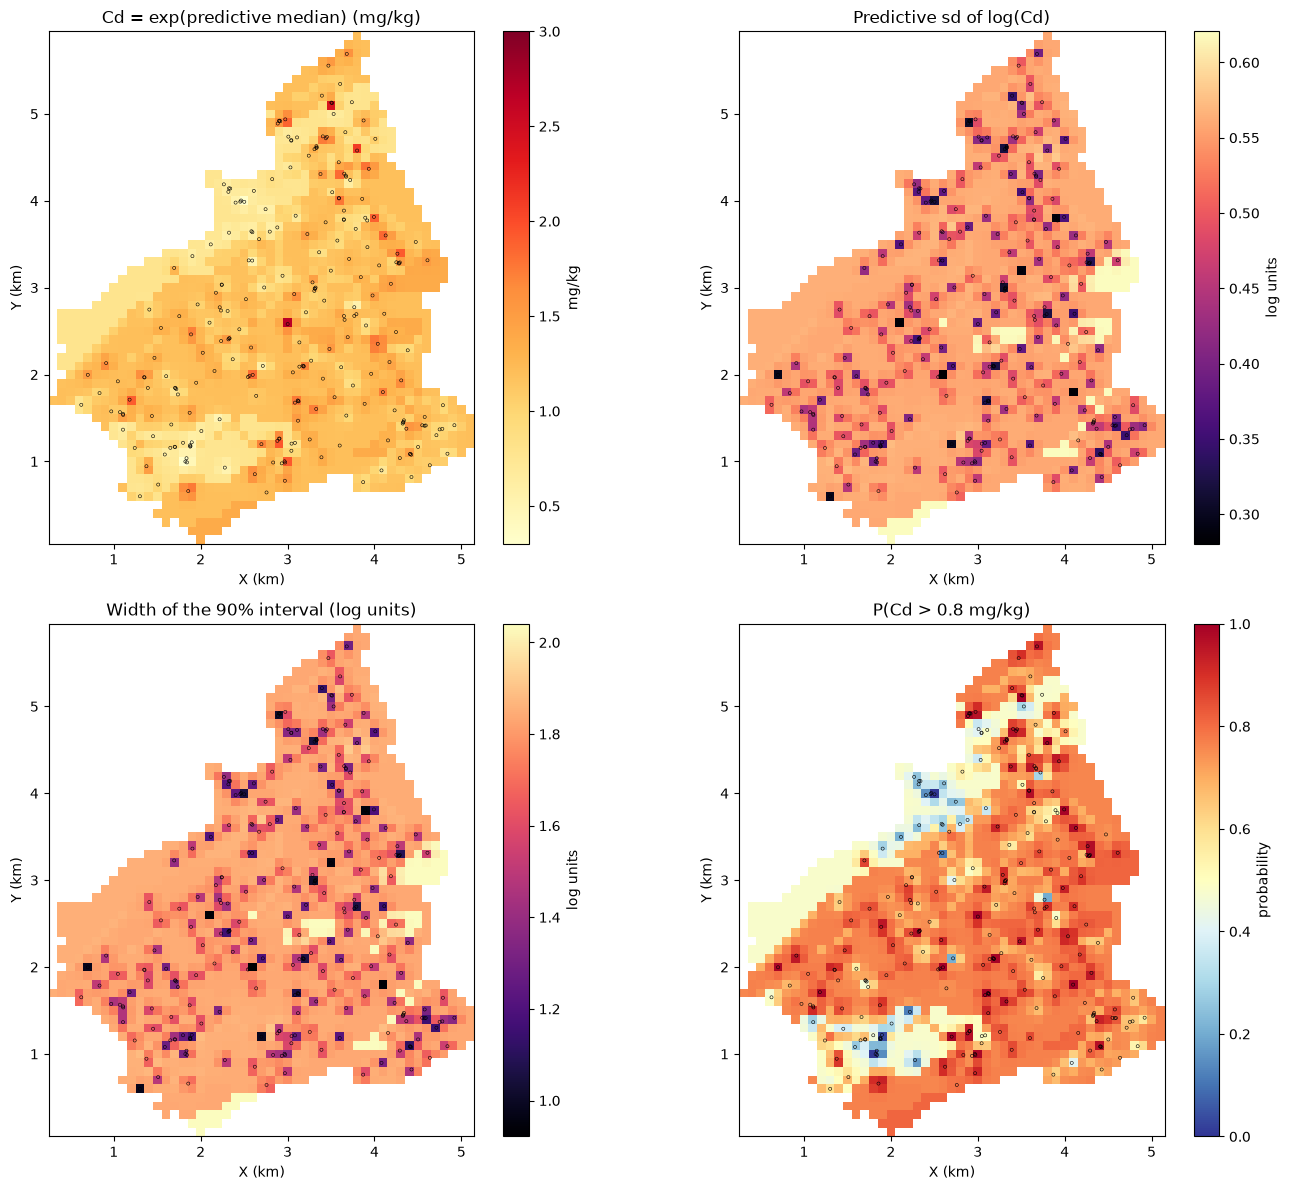 Cd = exp(predictive median) (mg/kg)
Y (km)
5
4
3
2
1
1 2 3 4 5
X (km)
3.0
2.5
2.0
1.5
1.0
0.5
mg/kg
Predictive sd of log(Cd)
Y (km)
5
4
3
2
1
1 2 3 4 5
X (km)
0.60
0.55
0.50
0.45
0.40
0.35
0.30
log units
Width of the 90% interval (log units)
Y (km)
5
4
3
2
1
1 2 3 4 5
X (km)
2.0
1.8
1.6
1.4
1.2
1.0
log units
P(Cd > 0.8 mg/kg)
Y (km)
5
4
3
2
1
1 2 3 4 5
X (km)
1.0
0.8
0.6
0.4
0.2
0.0
probability